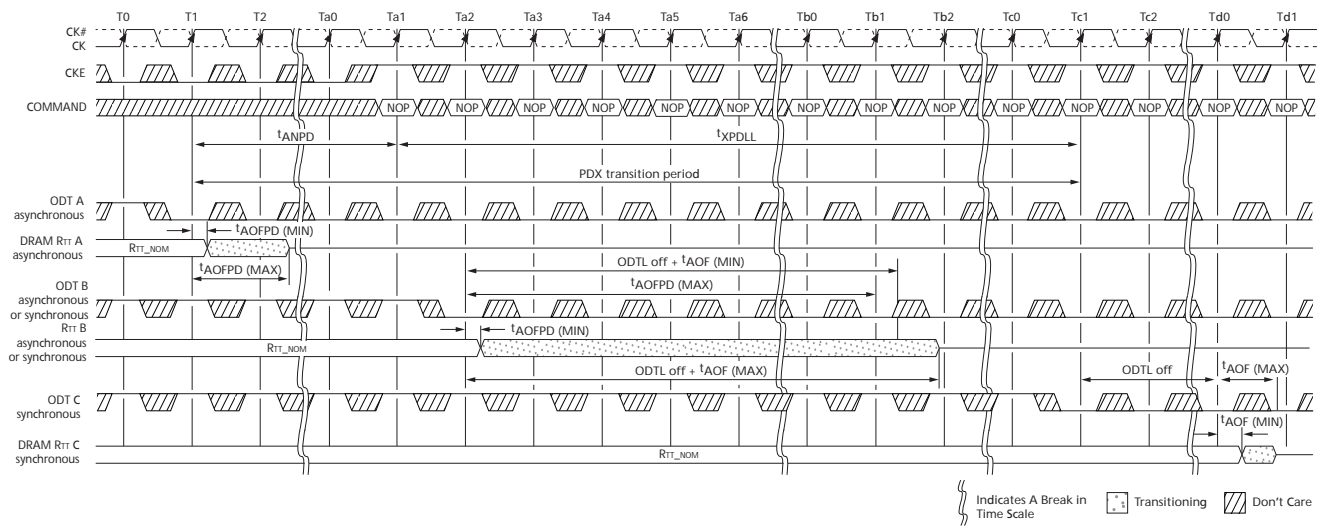 T0 T1 T2 Ta0 Ta1 Ta2 Ta3 Ta4 Ta5 Ta6 Tb0 Tb1 Tb2 Tc0 Tc1 Tc2 Td0 Td1
CK#
CK
CKE
COMMAND
NOP NOP NOP NOP NOP NOP NOP NOP NOP NOP NOP NOP NOP NOP
tANPD
tXPDLL
PDX transition period
ODT A
asynchronous
tAOFPD (MIN)
DRAM RTT A
asynchronous
RTT_NOM
tAOFPD (MAX)
ODTL off + tAOF (MIN)
tAOFPD (MAX)
ODT B
asynchronous
or synchronous
tAOFPD (MIN)
RTT B
asynchronous
or synchronous
RTT_NOM
ODTL off + tAOF (MAX)
ODTL off
tAOF (MAX)
ODT C
synchronous
tAOF (MIN)
DRAM RTT C
synchronous
RTT_NOM
Indicates A Break in
Time Scale
Transitioning
Don't Care